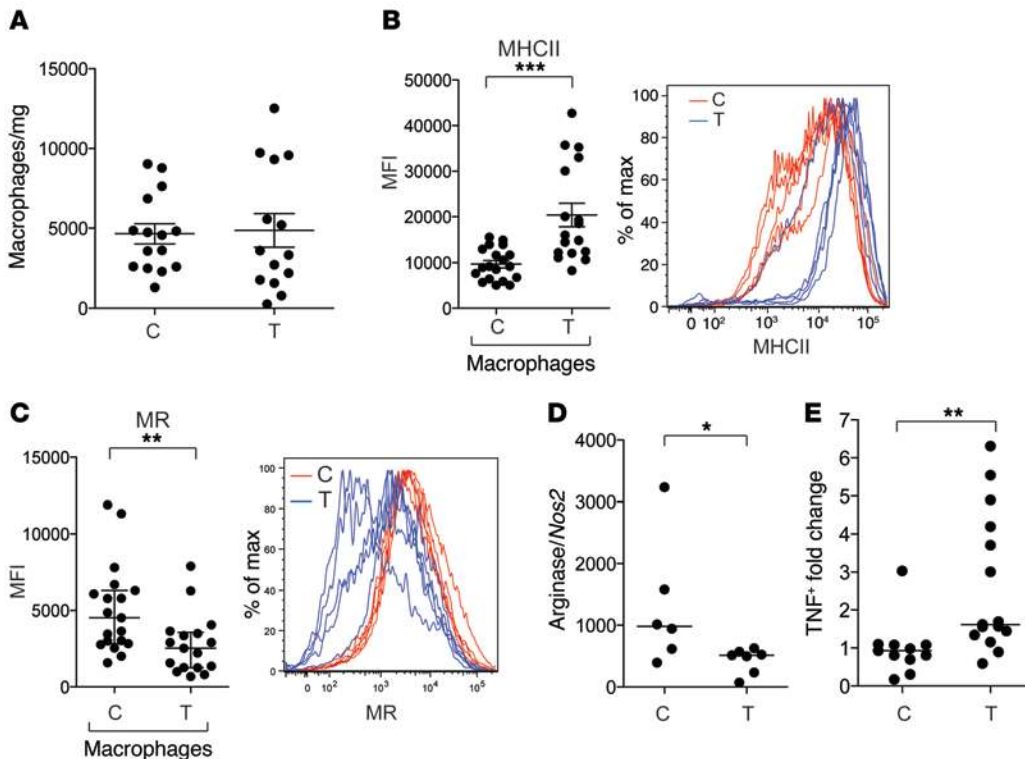 A
15000
10000
5000
0
Macrophages/mg
C T
B
MHCII
***
50000
40000
30000
20000
10000
0
MFI
C T
Macrophages
C
T
100
80
60
40
20
0
% of max
0 10² 10³ 10⁴ 10⁵
MHCII
C
MR
**
15000
10000
5000
0
MFI
C T
Macrophages
C
T
100
80
60
40
20
0
% of max
0 10² 10³ 10⁴ 10⁵
MR
D
*
4000
3000
2000
1000
0
Arginase/Nos2
C T
E
**
7
6
5
4
3
2
1
0
TNF⁺ fold change
C T